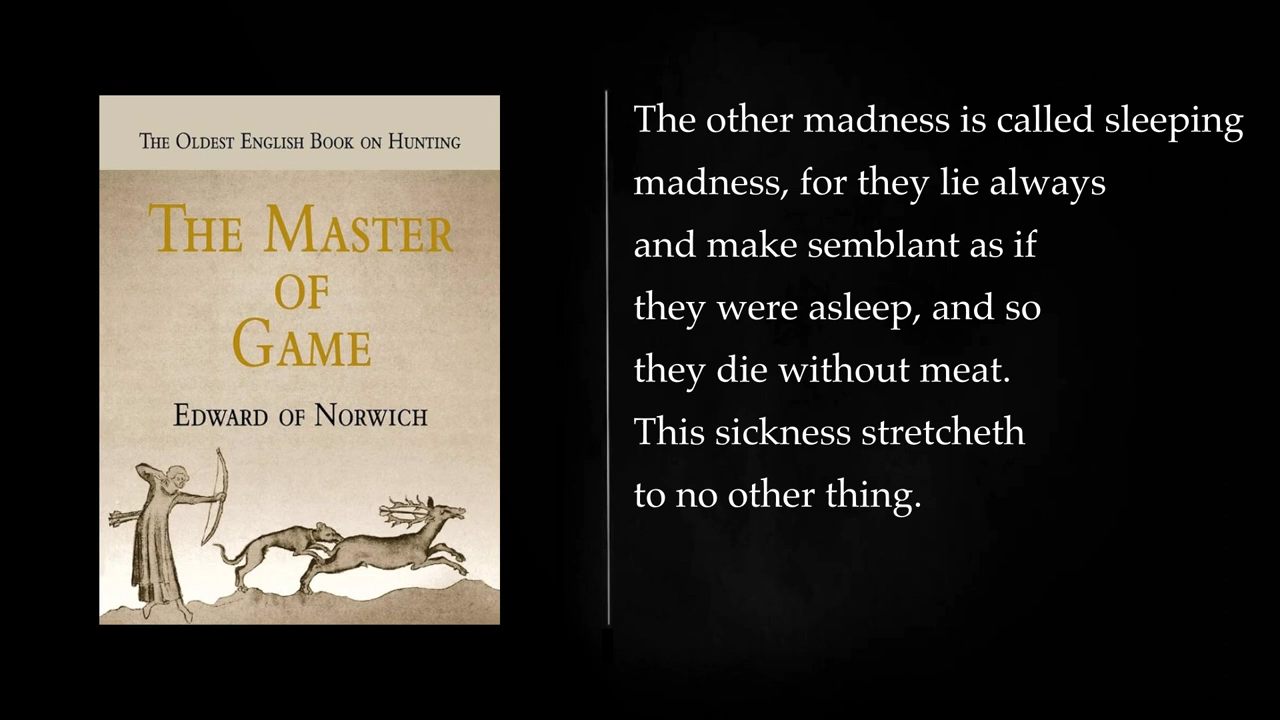 The Oldest English Book on Hunting
The Master
of
Game
Edward of Norwich
The other madness is called sleeping
madness, for they lie always
and make semblant as if
they were asleep, and so
they die without meat.
This sickness stretcheth
to no other thing.